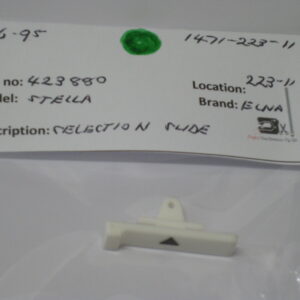 6-95 1471-223-11
no: 423880 Location: 223-11
del: STELLA Brand: ELNA
cription: SELECTION SLIDE